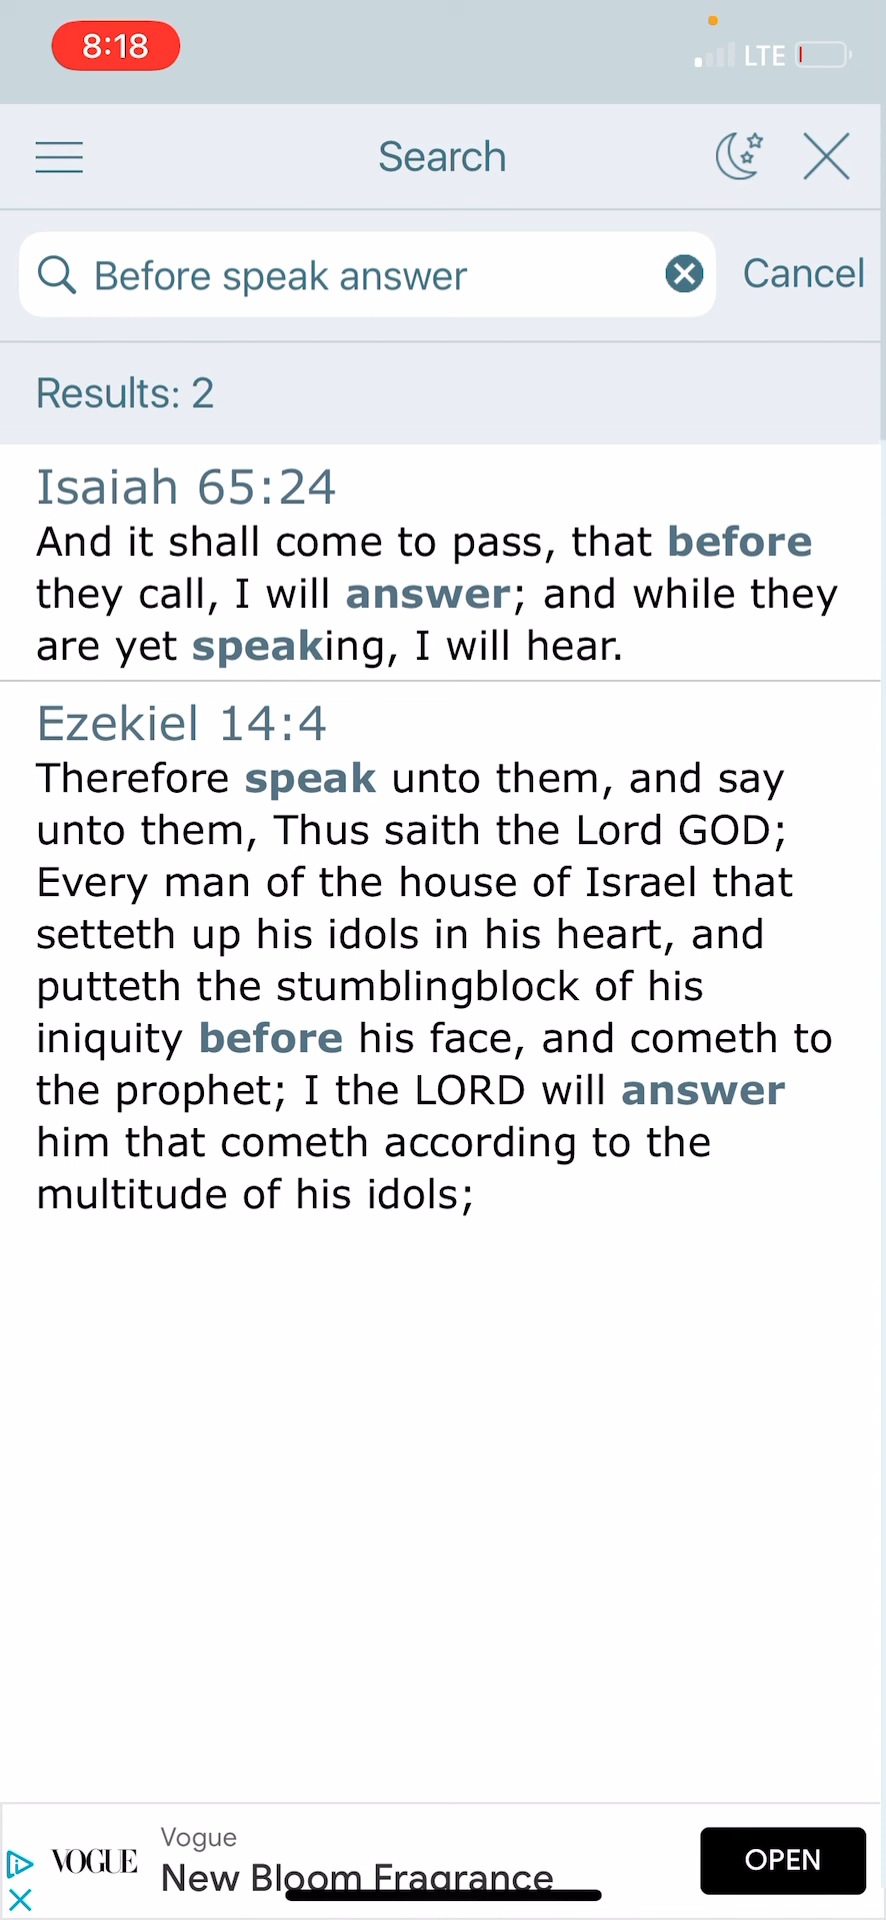 8:18
LTE
Search
Before speak answer
Cancel
Results: 2
Isaiah 65:24
And it shall come to pass, that before
they call, I will answer; and while they
are yet speaking, I will hear.
Ezekiel 14:4
Therefore speak unto them, and say
unto them, Thus saith the Lord GOD;
Every man of the house of Israel that
setteth up his idols in his heart, and
putteth the stumblingblock of his
iniquity before his face, and cometh to
the prophet; I the LORD will answer
him that cometh according to the
multitude of his idols;
VOGUE
Vogue
New Bloom Fragrance
OPEN